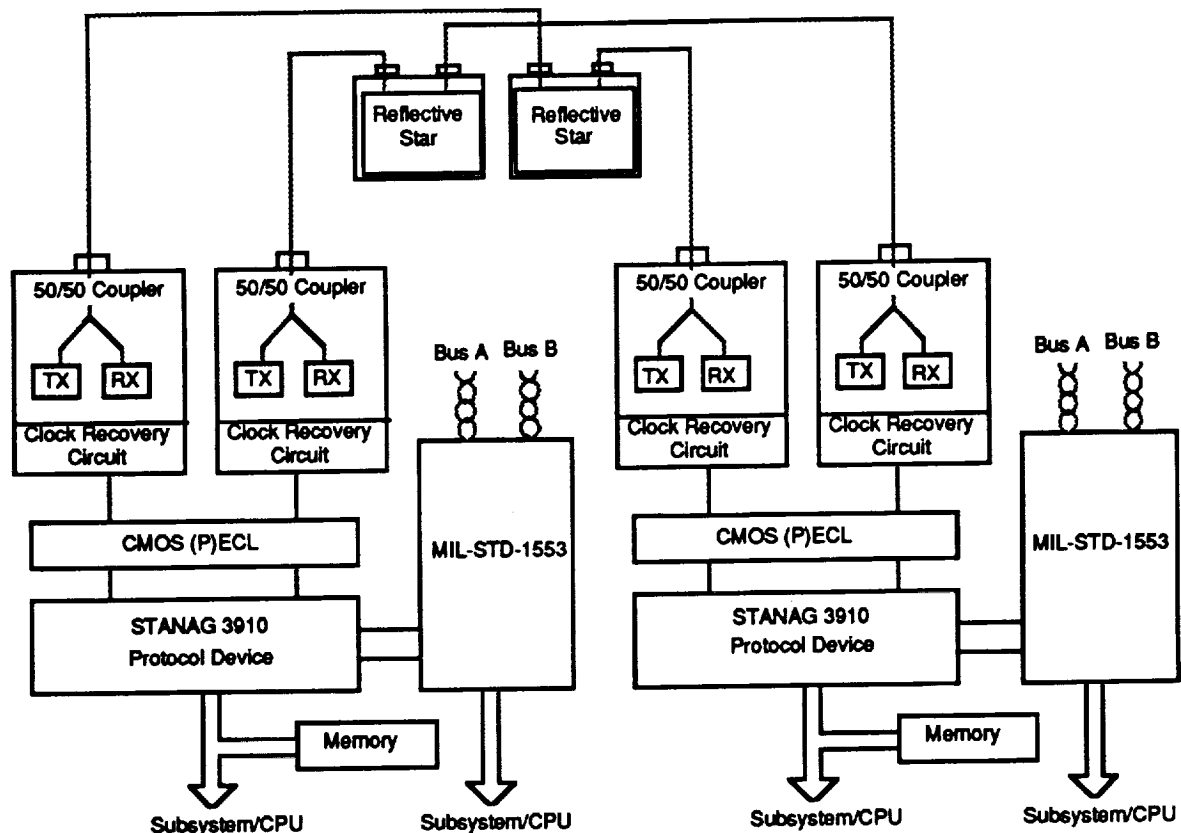 Reflective
Star
Reflective
Star
50/50 Coupler
50/50 Coupler
50/50 Coupler
50/50 Coupler
TX
RX
TX
RX
TX
RX
TX
RX
Bus A
Bus B
Bus A
Bus B
Clock Recovery
Circuit
Clock Recovery
Circuit
Clock Recovery
Circuit
Clock Recovery
Circuit
CMOS (P)ECL
MIL-STD-1553
CMOS (P)ECL
MIL-STD-1553
STANAG 3910
Protocol Device
STANAG 3910
Protocol Device
Memory
Memory
Subsystem/CPU
Subsystem/CPU
Subsystem/CPU
Subsystem/CPU